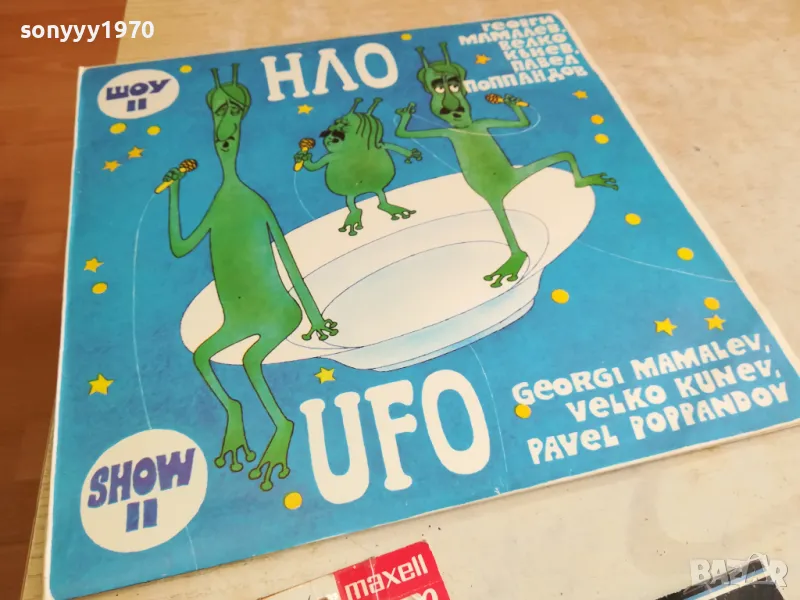 sonyyy1970
ШОУ
II
НЛО
ГЕОРГИ
МАМАЛЕВ,
ВЕЛКО
КЪНЕВ,
ПАВЕЛ
ПОППАНДОВ
GEORGI MAMALEV,
VELKO KUNEV,
PAVEL POPPANDOV
UFO
SHOW
II
maxell
BAZAR